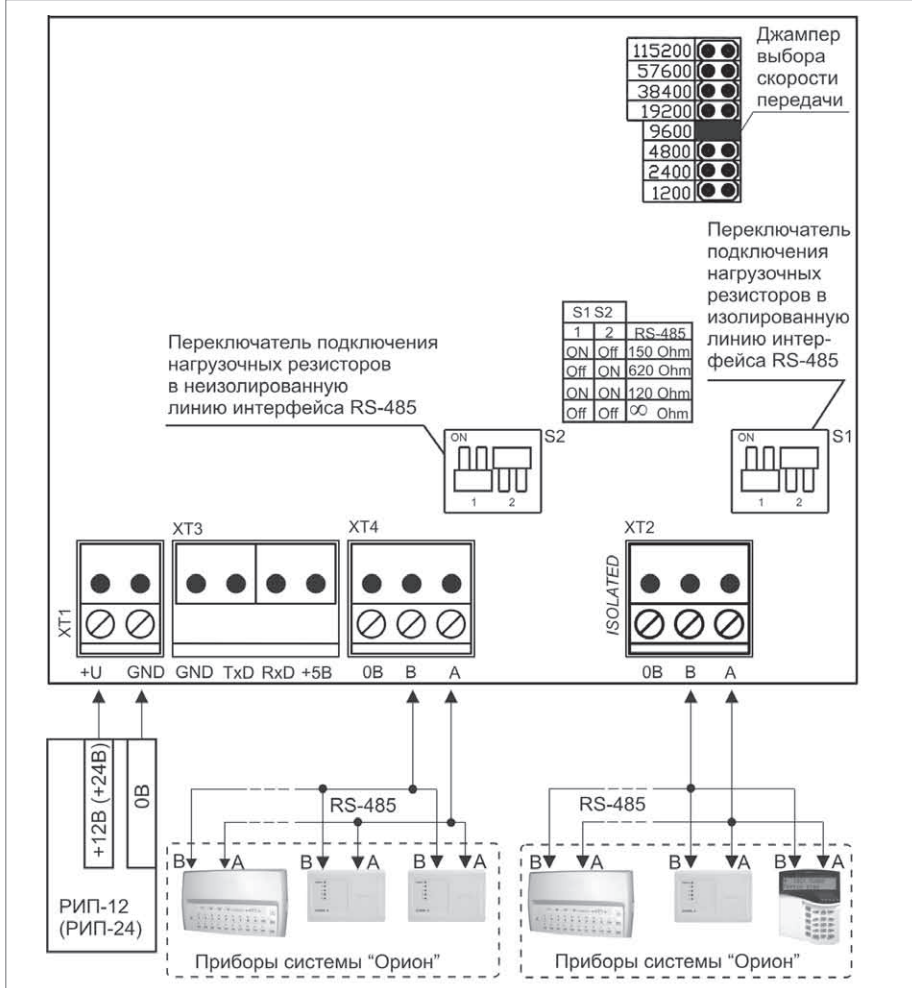 115200
57600
38400
19200
9600
4800
2400
1200
Джампер
выбора
скорости
передачи
Переключатель
подключения
нагрузочных
резисторов в
изолированную
линию интер-
фейса RS-485
S1 S2
1 2 RS-485
ON Off 150 Ohm
Off ON 620 Ohm
ON ON 120 Ohm
Off Off ∞ Ohm
Переключатель подключения
нагрузочных резисторов
в неизолированную
линию интерфейса RS-485
ON
S2
1 2
ON
S1
1 2
XT1
XT3
XT4
XT2
ISOLATED
+U GND GND TxD RxD +5В 0В В А
0В В А
+12В (+24В)
0В
РИП-12
(РИП-24)
RS-485
В А В А В А
Приборы системы “Орион”
RS-485
В А В А В А
Приборы системы “Орион”